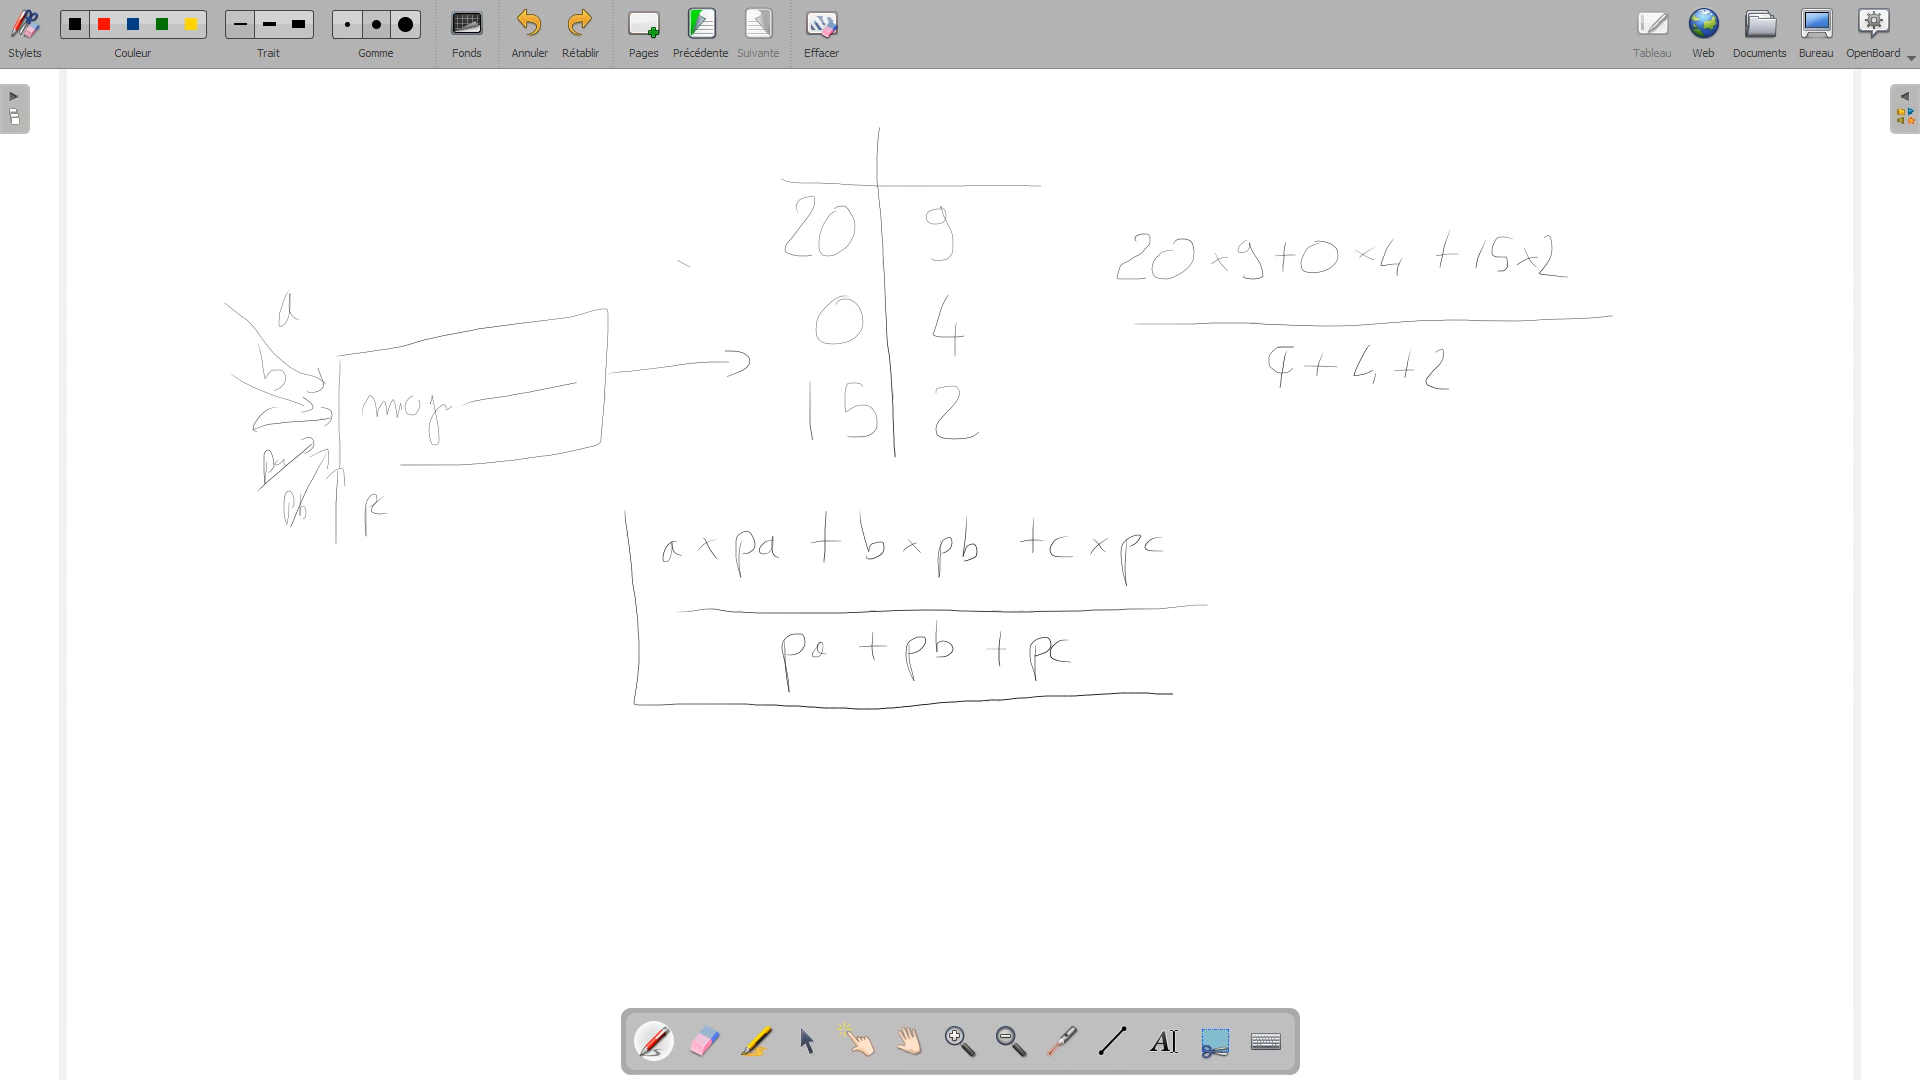 Stylets Couleur Trait Gomme Fonds Annuler Rétablir Pages Précédente Suivante Effacer Tableau Web Documents Bureau OpenBoard
20 9
0 4
15 2
20 × 9 + 0 × 4 + 15 × 2
9 + 4 + 2
a
b
moy
pa
pb
pc
a × pa + b × pb + c × pc
pa + pb + pc